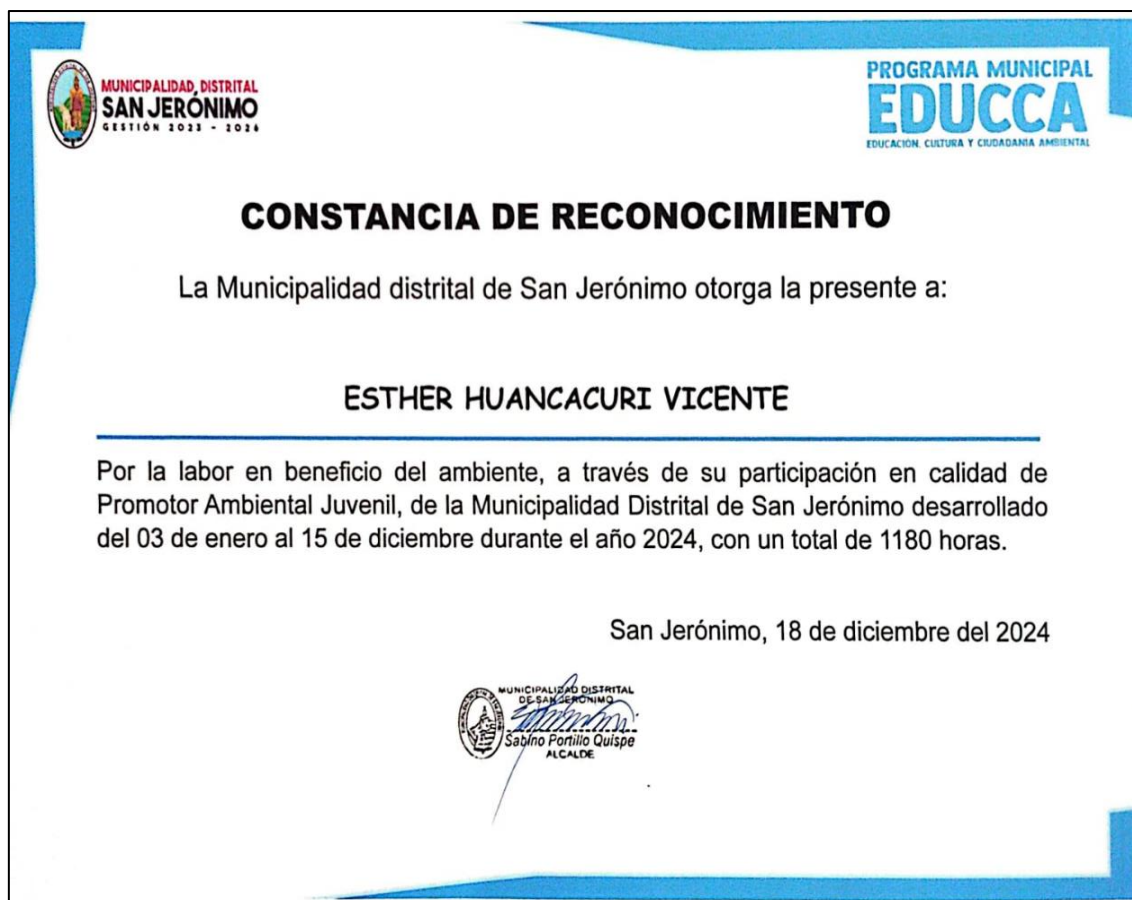 MUNICIPALIDAD DISTRITAL
SAN JERÓNIMO
GESTIÓN 2023 - 2026
PROGRAMA MUNICIPAL
EDUCCA
EDUCACIÓN, CULTURA Y CIUDADANIA AMBIENTAL
CONSTANCIA DE RECONOCIMIENTO
La Municipalidad distrital de San Jerónimo otorga la presente a:
ESTHER HUANCACURI VICENTE
Por la labor en beneficio del ambiente, a través de su participación en calidad de
Promotor Ambiental Juvenil, de la Municipalidad Distrital de San Jerónimo desarrollado
del 03 de enero al 15 de diciembre durante el año 2024, con un total de 1180 horas.
San Jerónimo, 18 de diciembre del 2024
MUNICIPALIDAD DISTRITAL
DE SAN JERONIMO
Sabino Portillo Quispe
ALCALDE